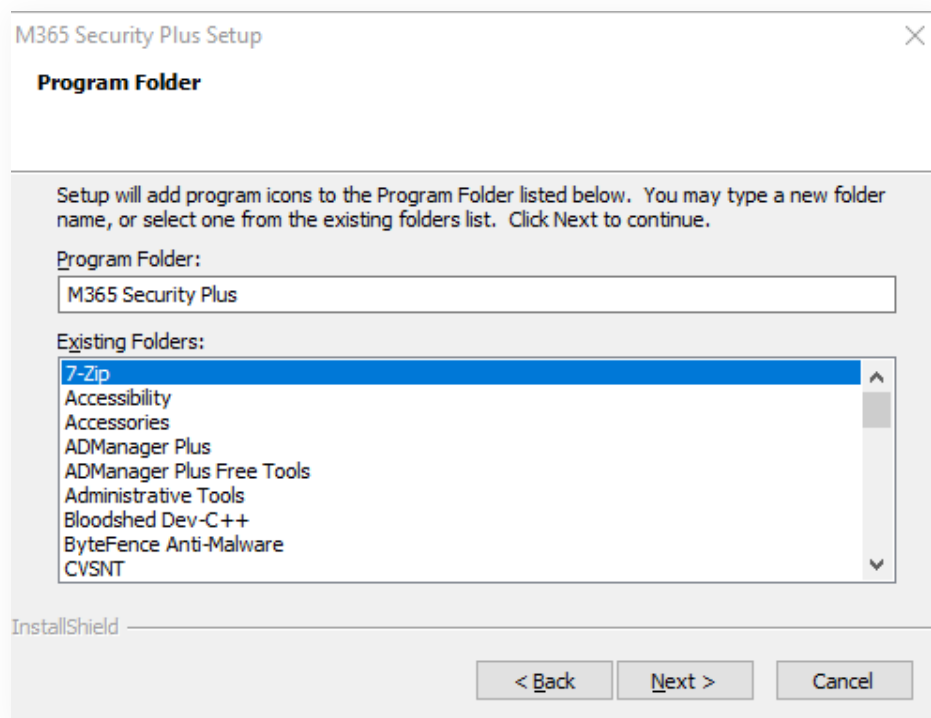 M365 Security Plus Setup
Program Folder
Setup will add program icons to the Program Folder listed below.  You may type a new folder
name, or select one from the existing folders list.  Click Next to continue.
Program Folder:
M365 Security Plus
Existing Folders:
7-Zip
Accessibility
Accessories
ADManager Plus
ADManager Plus Free Tools
Administrative Tools
Bloodshed Dev-C++
ByteFence Anti-Malware
CVSNT
InstallShield
< Back
Next >
Cancel